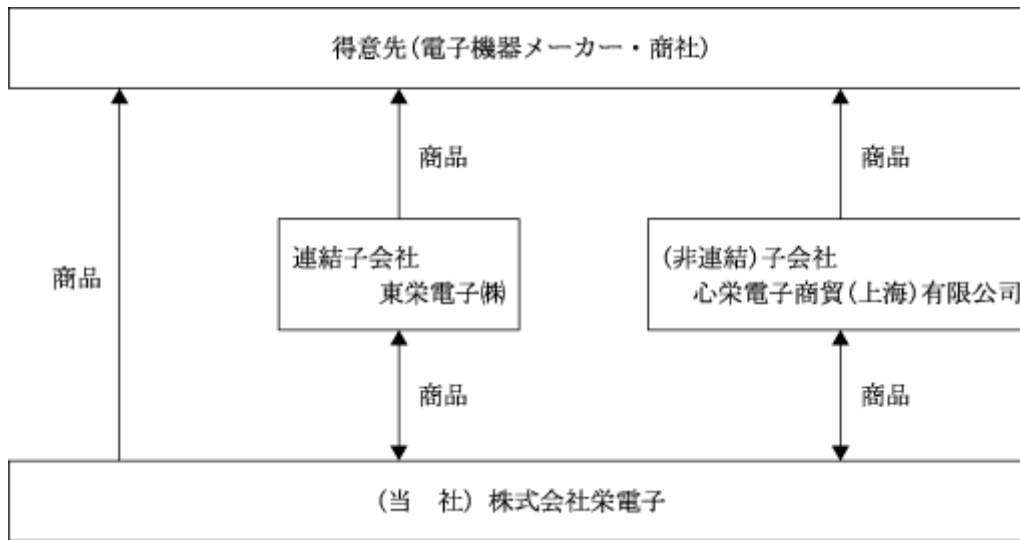 得意先(電子機器メーカー・商社)
商品
商品
連結子会社
東栄電子㈱
(非連結)子会社
心栄電子商貿(上海)有限公司
商品
商品
商品
(当　社) 株式会社栄電子